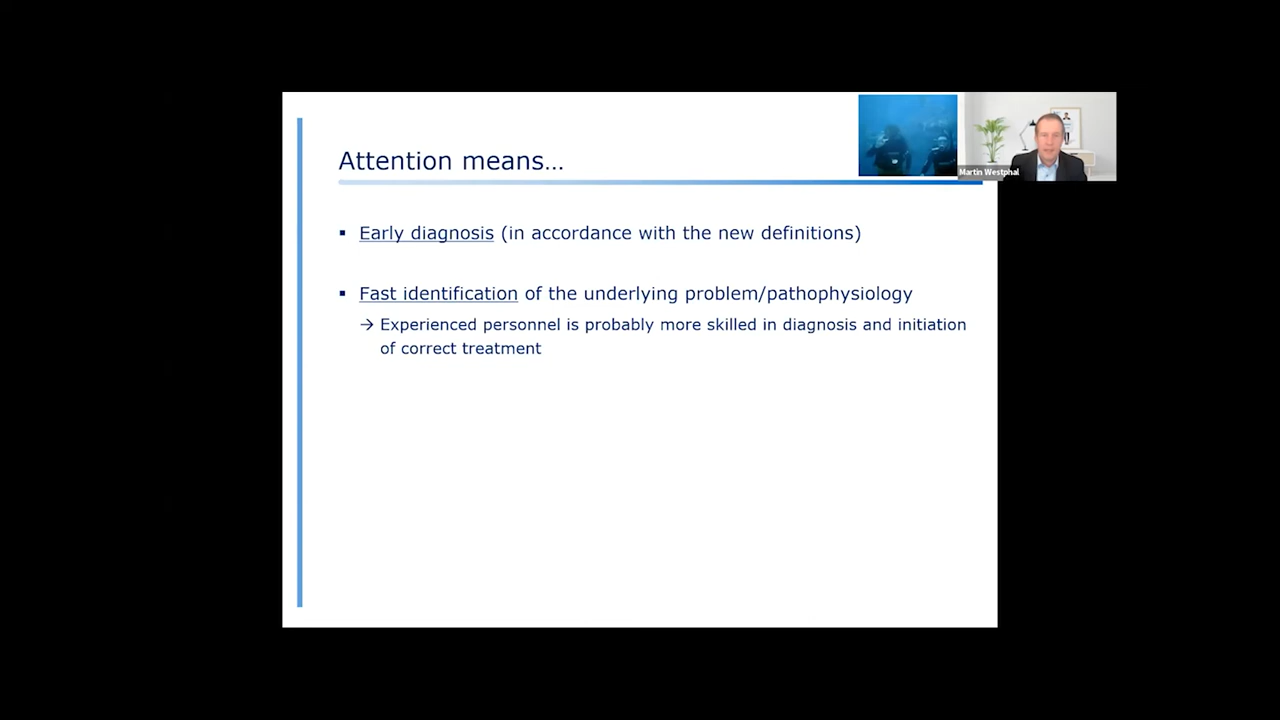 Attention means...
Martin Westphal
▪ Early diagnosis (in accordance with the new definitions)
▪ Fast identification of the underlying problem/pathophysiology
→ Experienced personnel is probably more skilled in diagnosis and initiation
of correct treatment